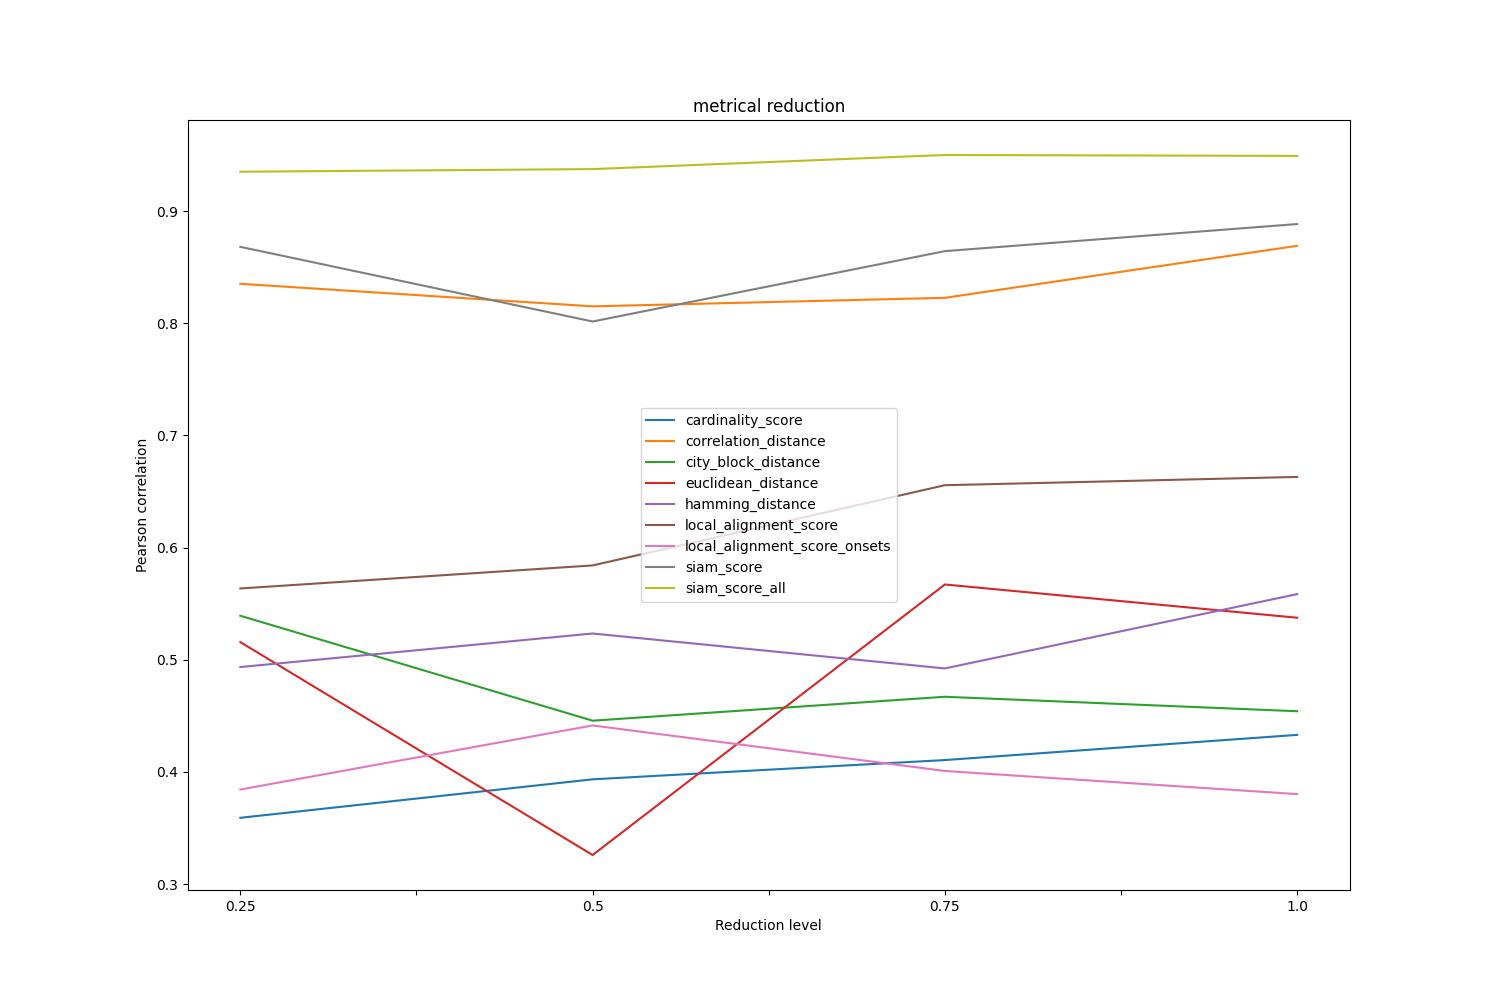 metrical reduction
Pearson correlation
0.9
0.8
0.7
0.6
0.5
0.4
0.3
cardinality_score
correlation_distance
city_block_distance
euclidean_distance
hamming_distance
local_alignment_score
local_alignment_score_onsets
siam_score
siam_score_all
0.25
0.5
0.75
1.0
Reduction level